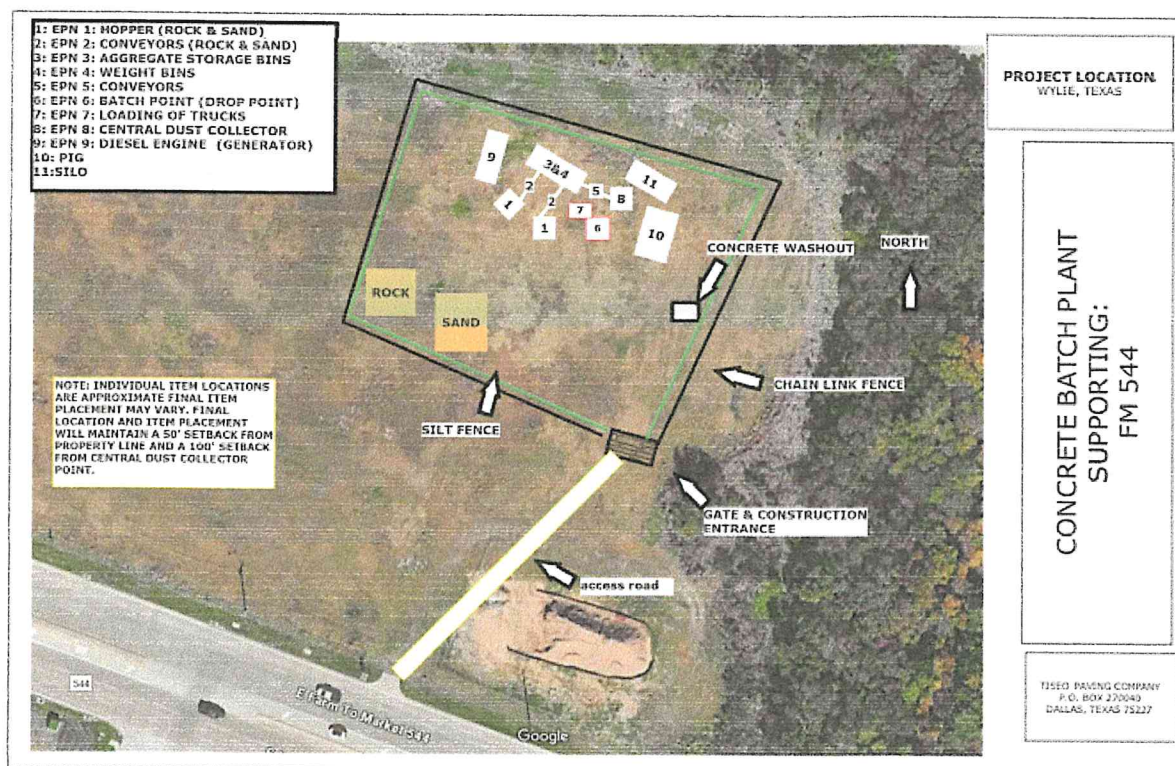 1: EPN 1: HOPPER (ROCK & SAND)
2: EPN 2: CONVEYORS (ROCK & SAND)
3: EPN 3: AGGREGATE STORAGE BINS
4: EPN 4: WEIGHT BINS
5: EPN 5: CONVEYORS
6: EPN 6: BATCH POINT (DROP POINT)
7: EPN 7: LOADING OF TRUCKS
8: EPN 8: CENTRAL DUST COLLECTOR
9: EPN 9: DIESEL ENGINE (GENERATOR)
10: PIG
11:SILO
9
3&4
2
1
2
1
5
8
7
6
11
10
ROCK
SAND
CONCRETE WASHOUT
NORTH
CHAIN LINK FENCE
SILT FENCE
NOTE: INDIVIDUAL ITEM LOCATIONS
ARE APPROXIMATE FINAL ITEM
PLACEMENT MAY VARY. FINAL
LOCATION AND ITEM PLACEMENT
WILL MAINTAIN A 50' SETBACK FROM
PROPERTY LINE AND A 100' SETBACK
FROM CENTRAL DUST COLLECTOR
POINT.
GATE & CONSTRUCTION
ENTRANCE
access road
544
E Farm To Market 544
Google
PROJECT LOCATION
WYLIE, TEXAS
CONCRETE BATCH PLANT
SUPPORTING:
FM 544
TISEO PAVING COMPANY
P.O. BOX 270040
DALLAS, TEXAS 75227